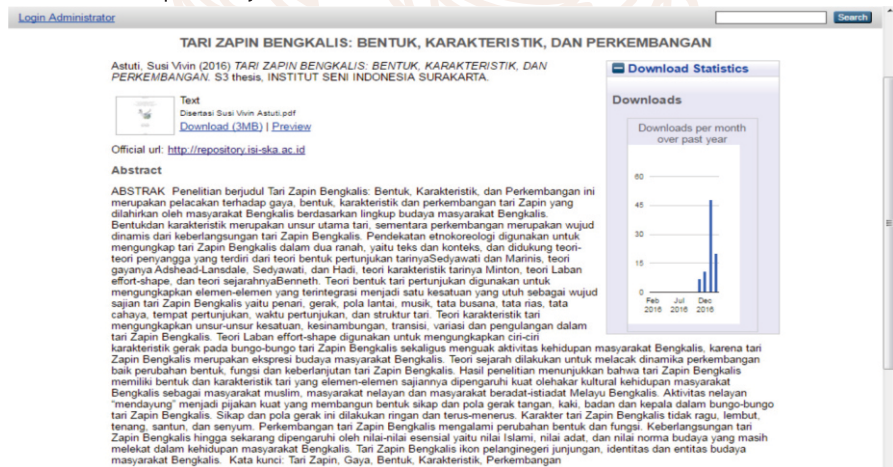 Login Administrator
Search
TARI ZAPIN BENGKALIS: BENTUK, KARAKTERISTIK, DAN PERKEMBANGAN
Astuti, Susi Vivin (2016) TARI ZAPIN BENGKALIS: BENTUK, KARAKTERISTIK, DAN
PERKEMBANGAN. S3 thesis, INSTITUT SENI INDONESIA SURAKARTA.
Text
Disertasi Susi Vivin Astuti.pdf
Download (3MB) | Preview
Official url: http://repository.isi-ska.ac.id
Abstract
ABSTRAK Penelitian berjudul Tari Zapin Bengkalis: Bentuk, Karakteristik, dan Perkembangan ini
merupakan pelacakan terhadap gaya, bentuk, karakteristik dan perkembangan tari Zapin yang
dilahirkan oleh masyarakat Bengkalis berdasarkan lingkup budaya masyarakat Bengkalis.
Bentukdan karakteristik merupakan unsur utama tari, sementara perkembangan merupakan wujud
dinamis dari keberlangsungan tari Zapin Bengkalis. Pendekatan etnokoreologi digunakan untuk
mengungkap tari Zapin Bengkalis dalam dua ranah, yaitu teks dan konteks, dan didukung teori-
teori penyangga yang terdiri dari teori bentuk pertunjukan tarinyaSedyawati dan Marinis, teori
gayanya Adshead-Lansdale, Sedyawati, dan Hadi, teori karakteristik tarinya Minton, teori Laban
effort-shape, dan teori sejarahnyaBenneth. Teori bentuk tari pertunjukan digunakan untuk
mengungkapkan elemen-elemen yang terintegrasi menjadi satu kesatuan yang utuh sebagai wujud
sajian tari Zapin Bengkalis yaitu penari, gerak, pola lantai, musik, tata busana, tata rias, tata
cahaya, tempat pertunjukan, waktu pertunjukan, dan struktur tari. Teori karakteristik tari
mengungkapkan unsur-unsur kesatuan, kesinambungan, transisi, variasi dan pengulangan dalam
tari Zapin Bengkalis. Teori Laban effort-shape digunakan untuk mengungkapkan ciri-ciri
karakteristik gerak pada bungo-bungo tari Zapin Bengkalis sekaligus menguak aktivitas kehidupan masyarakat Bengkalis, karena tari
Zapin Bengkalis merupakan ekspresi budaya masyarakat Bengkalis. Teori sejarah dilakukan untuk melacak dinamika perkembangan
baik perubahan bentuk, fungsi dan keberlanjutan tari Zapin Bengkalis. Hasil penelitian menunjukkan bahwa tari Zapin Bengkalis
memiliki bentuk dan karakteristik tari yang elemen-elemen sajiannya dipengaruhi kuat olehakar kultural kehidupan masyarakat
Bengkalis sebagai masyarakat muslim, masyarakat nelayan dan masyarakat beradat-istiadat Melayu Bengkalis. Aktivitas nelayan
"mendayung" menjadi pijakan kuat yang membangun bentuk sikap dan pola gerak tangan, kaki, badan dan kepala dalam bungo-bungo
tari Zapin Bengkalis. Sikap dan pola gerak ini dilakukan ringan dan terus-menerus. Karakter tari Zapin Bengkalis tidak ragu, lembut,
tenang, santun, dan senyum. Perkembangan tari Zapin Bengkalis mengalami perubahan bentuk dan fungsi. Keberlangsungan tari
Zapin Bengkalis hingga sekarang dipengaruhi oleh nilai-nilai esensial yaitu nilai Islami, nilai adat, dan nilai norma budaya yang masih
melekat dalam kehidupan masyarakat Bengkalis. Tari Zapin Bengkalis ikon pelanginegeri junjungan, identitas dan entitas budaya
masyarakat Bengkalis. Kata kunci: Tari Zapin, Gaya, Bentuk, Karakteristik, Perkembangan
Download Statistics
Downloads
Downloads per month
over past year
60
45
30
15
0
Feb 2016
Jul 2016
Dec 2016